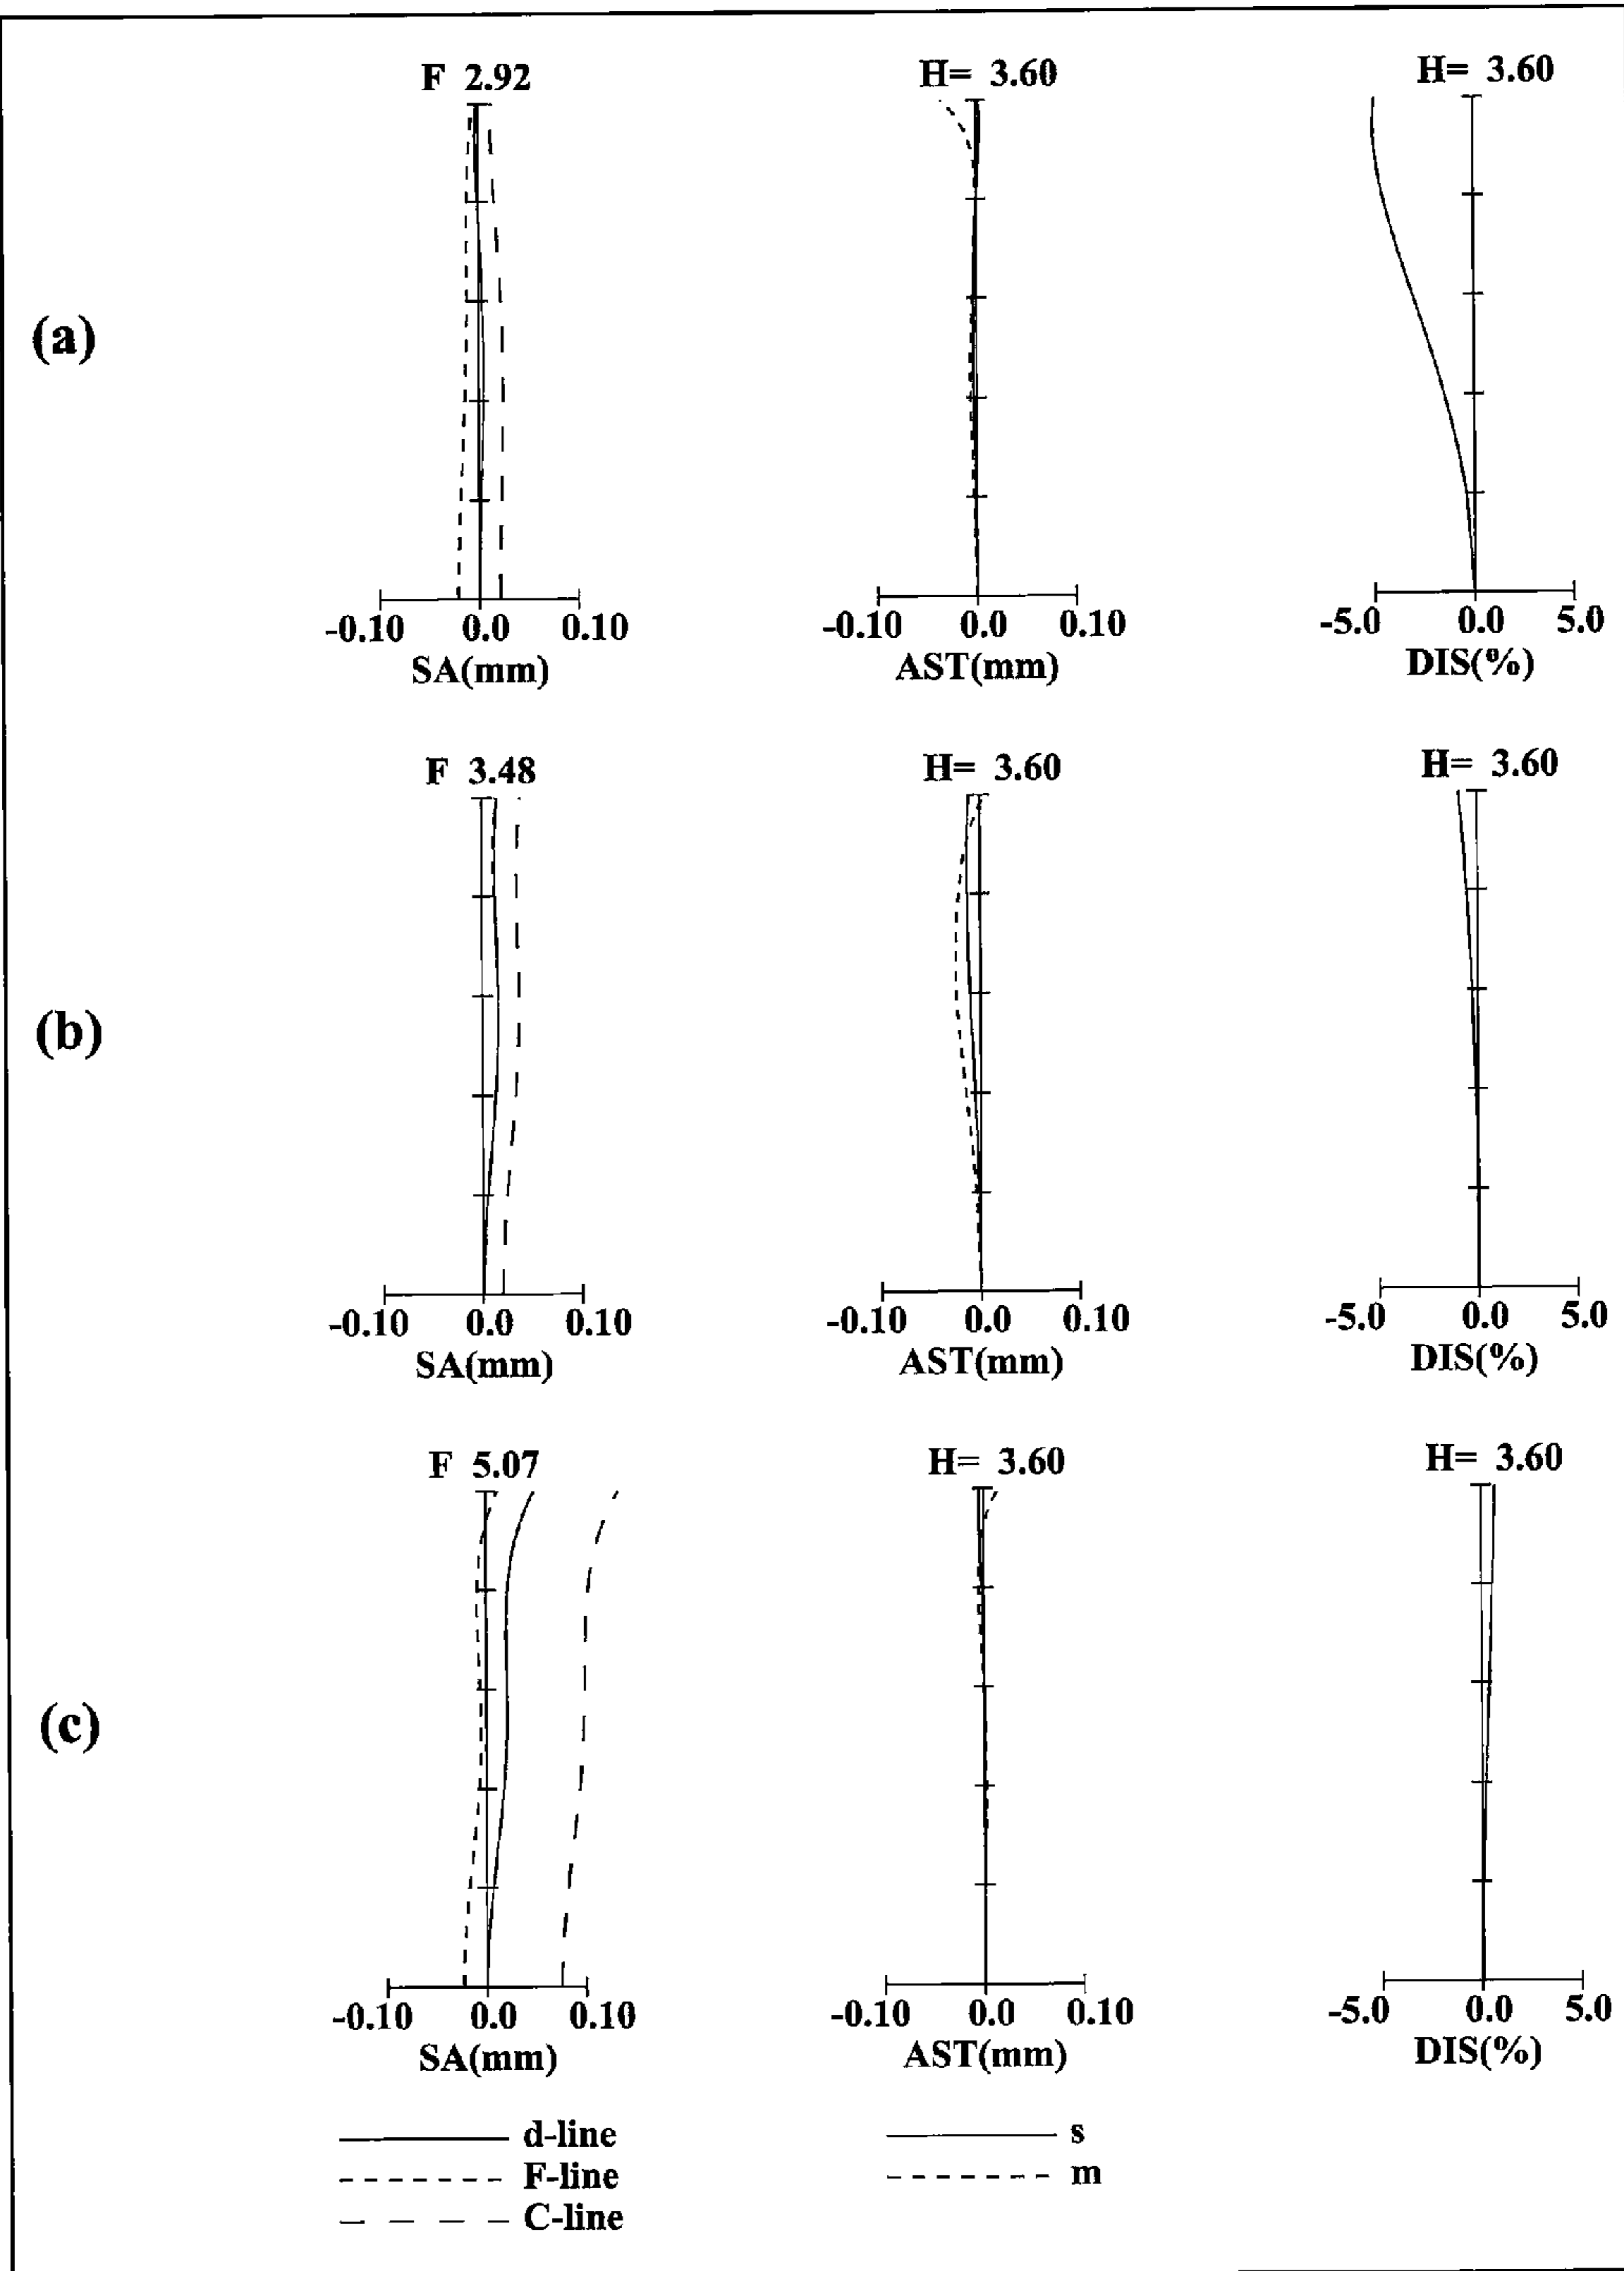 F 2.92 H= 3.60 H= 3.60
(a)
-0.10 0.0 0.10 -0.10 0.0 0.10 -5.0 0.0 5.0
SA(mm) AST(mm) DIS(%)
F 3.48 H= 3.60 H= 3.60
(b)
-0.10 0.0 0.10 -0.10 0.0 0.10 -5.0 0.0 5.0
SA(mm) AST(mm) DIS(%)
F 5.07 H= 3.60 H= 3.60
(c)
-0.10 0.0 0.10 -0.10 0.0 0.10 -5.0 0.0 5.0
SA(mm) AST(mm) DIS(%)
d-line s
F-line m
C-line